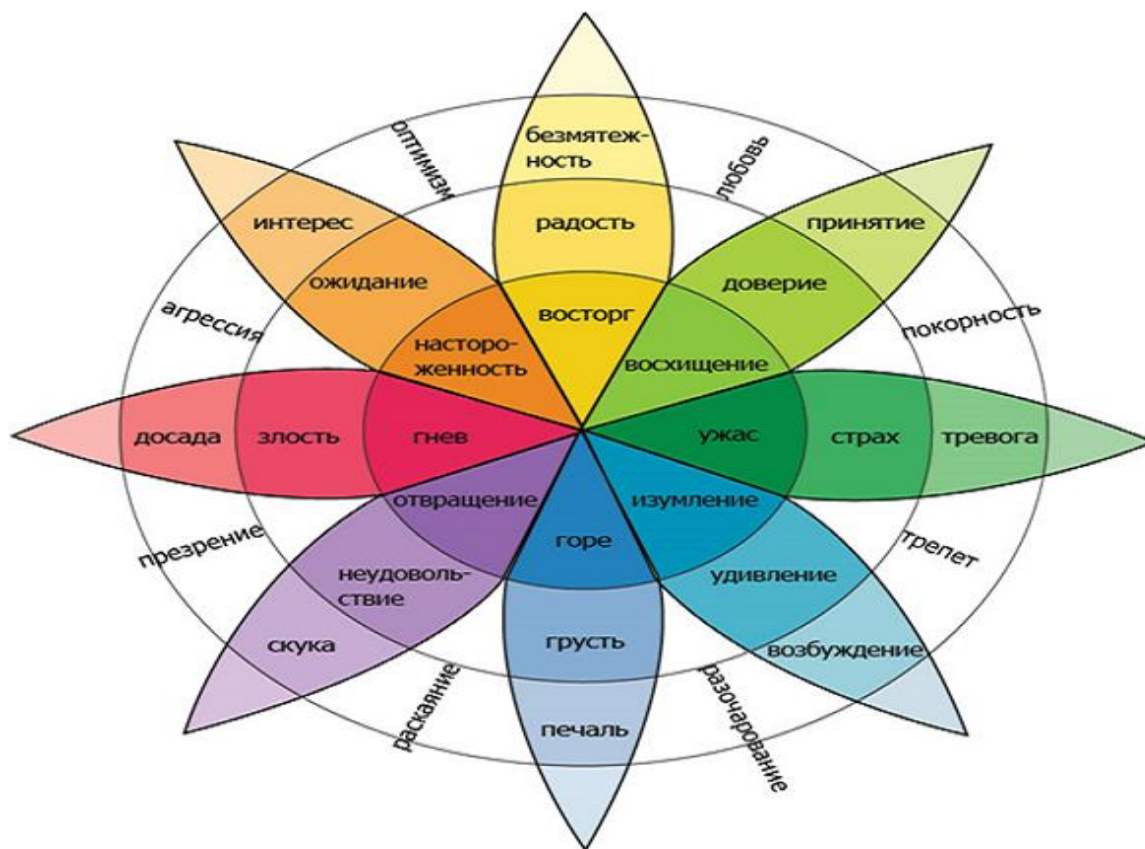 оптимизм
безмятеж-
ность
любовь
интерес
радость
принятие
ожидание
доверие
агрессия
восторг
покорность
насторо-
женность
восхищение
досада
злость
гнев
ужас
страх
тревога
отвращение
изумление
презрение
горе
трепет
неудоволь-
ствие
удивление
скука
грусть
возбуждение
раскаяние
печаль
разочарование